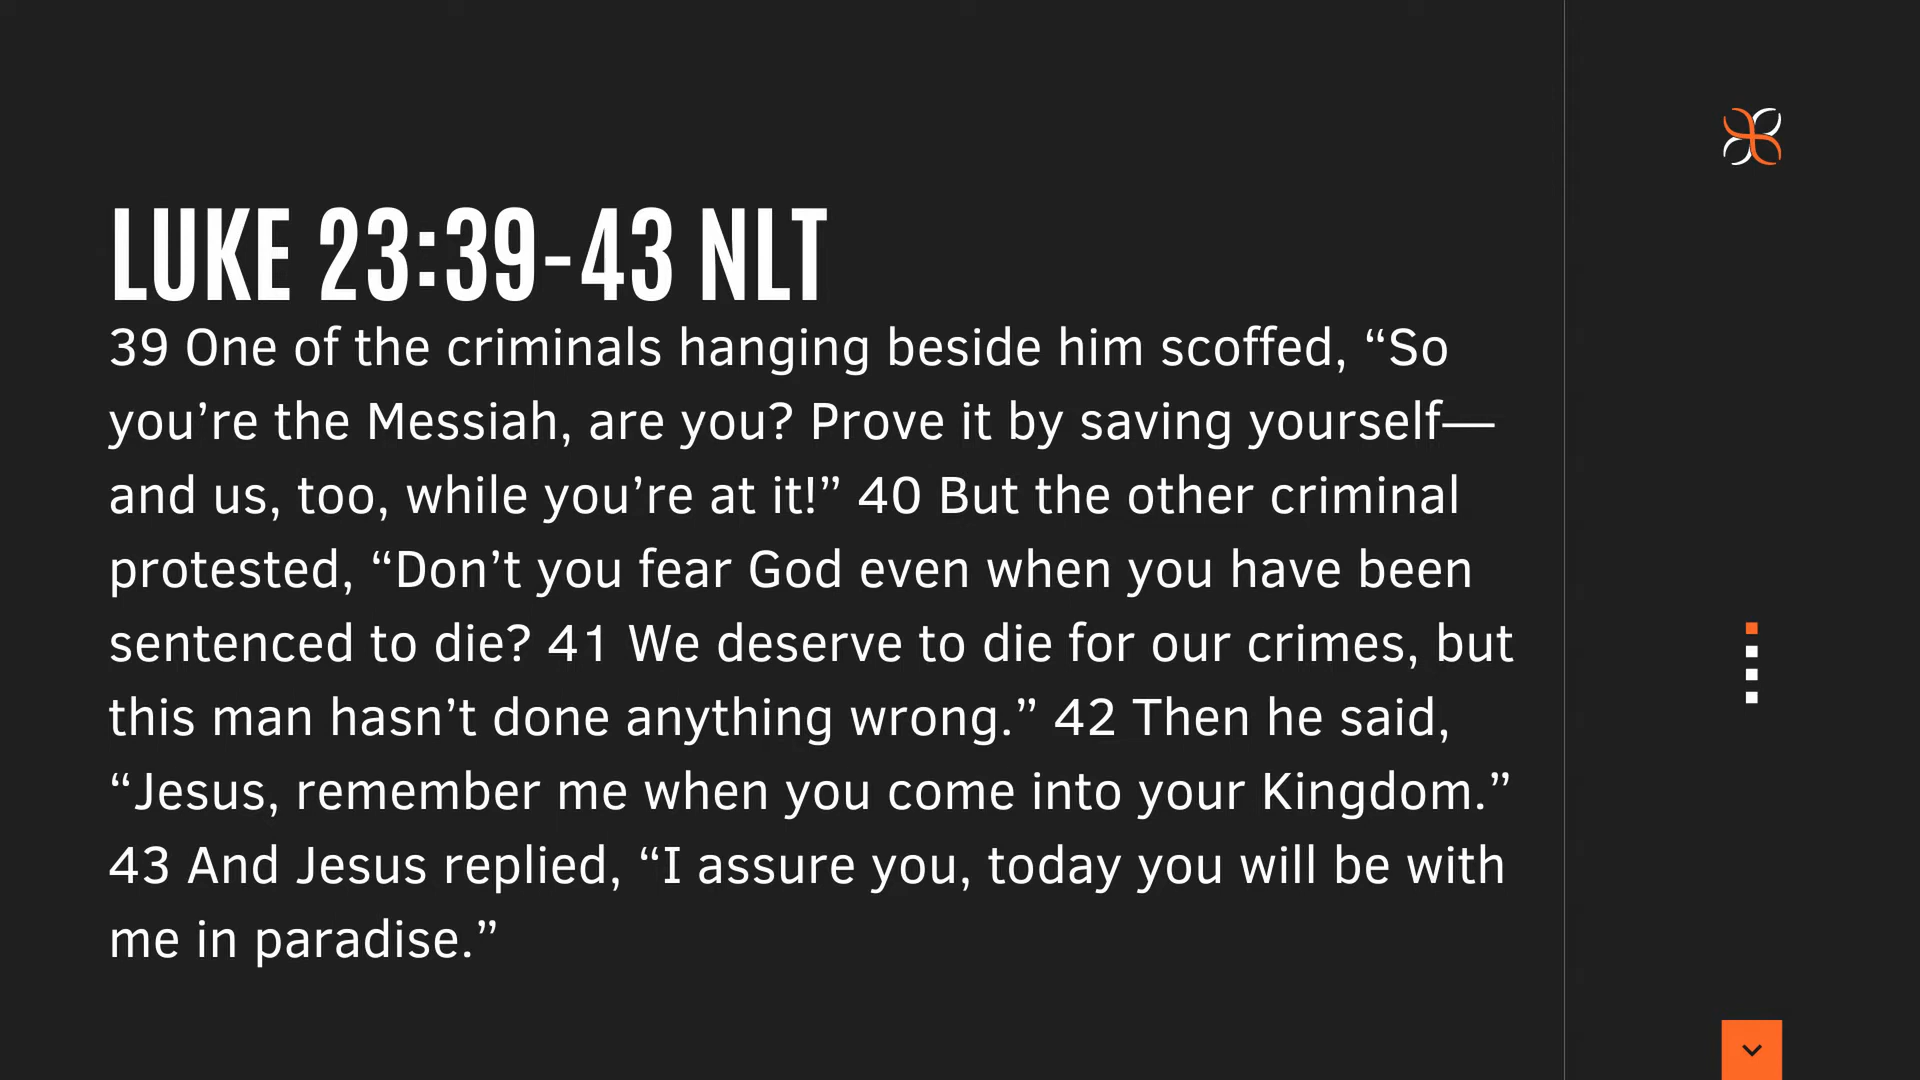 LUKE 23:39-43 NLT
39 One of the criminals hanging beside him scoffed, “So
you’re the Messiah, are you? Prove it by saving yourself—
and us, too, while you’re at it!” 40 But the other criminal
protested, “Don’t you fear God even when you have been
sentenced to die? 41 We deserve to die for our crimes, but
this man hasn’t done anything wrong.” 42 Then he said,
“Jesus, remember me when you come into your Kingdom.”
43 And Jesus replied, “I assure you, today you will be with
me in paradise.”